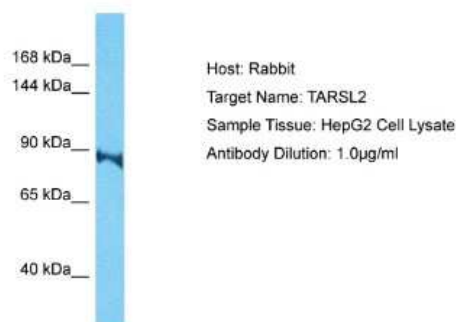 168 kDa__
144 kDa__
90 kDa__
65 kDa__
40 kDa__
Host: Rabbit
Target Name: TARSL2
Sample Tissue: HepG2 Cell Lysate
Antibody Dilution: 1.0µg/ml